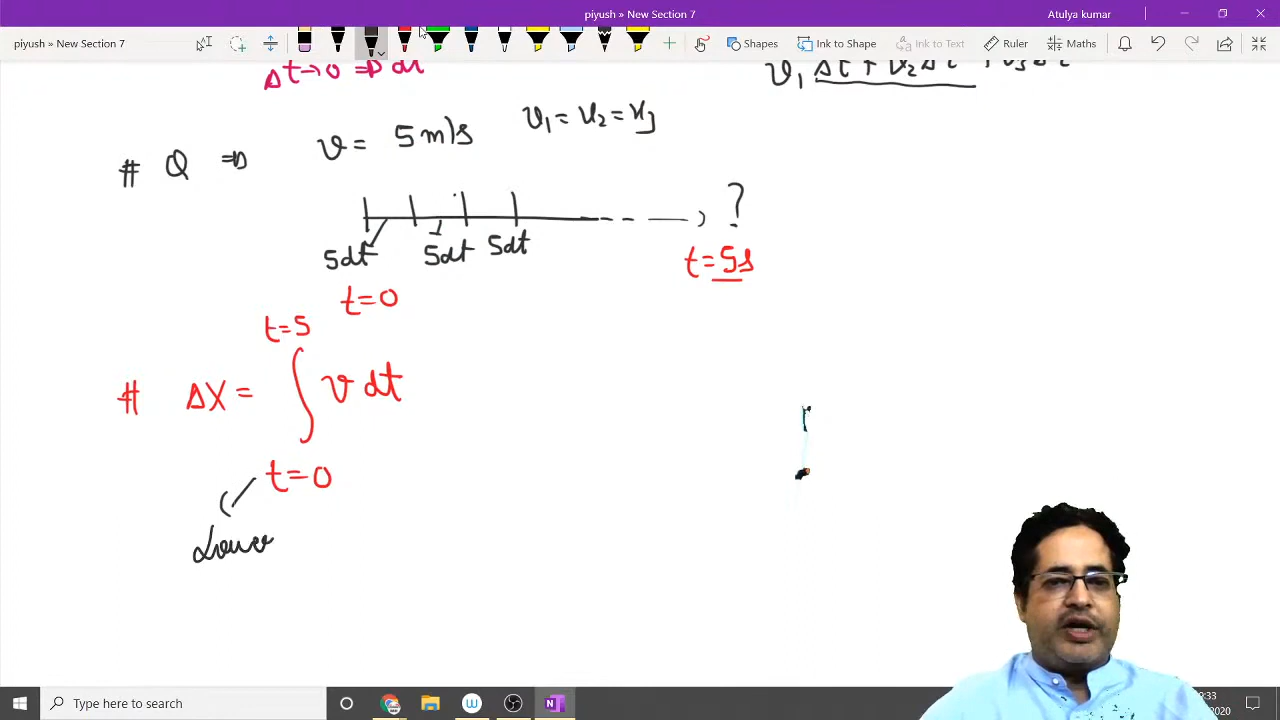 piyush » New Section 7
Atulya kumar
piyush » New Section 7
Shapes
Ink to Shape
Ink to Text
Ruler
Maths
Δt→0 ⇒ dt
v₁ Δt + v₂ Δt
# Q ⇒ v = 5 m/s v₁ = v₂ = v₃
?
5dt 5dt 5dt
t = 5s
t=0
t=5
# ΔX = ∫ v dt
t=0
Lower
Type here to search
:33
2020